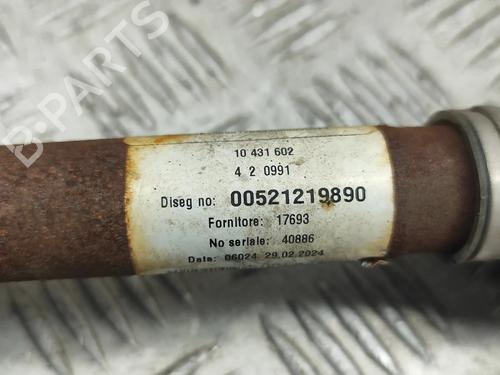 B-PARTS
10 431 602
4 2 0991
Diseg no: 00521219890
Fornitore: 17693
No seriale: 40886
Data: 06024 29.02.2024